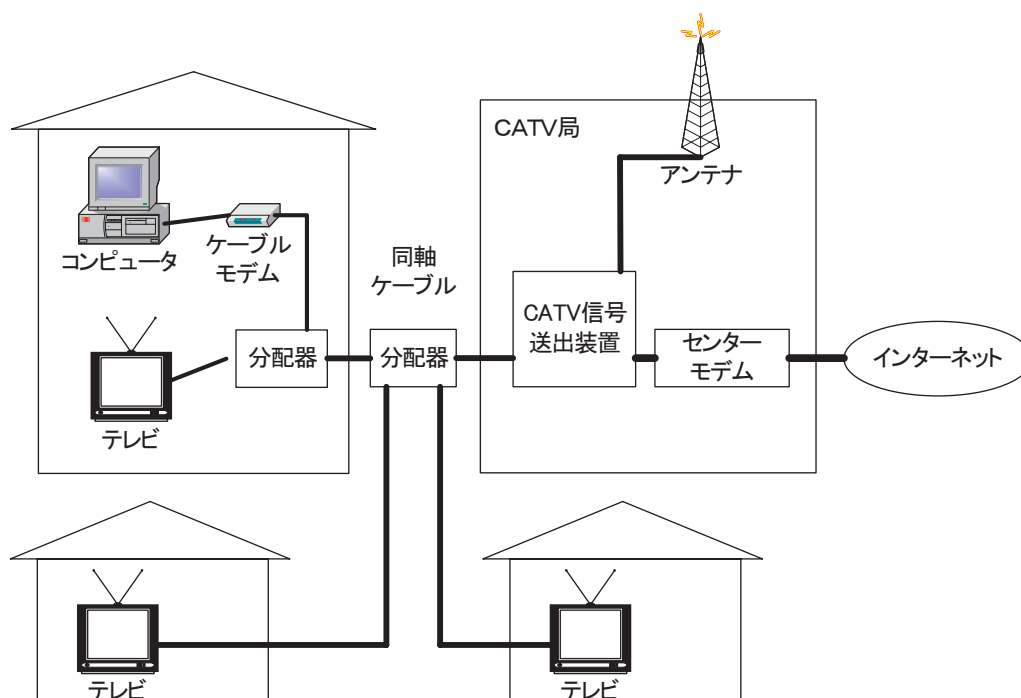 CATV局
アンテナ
コンピュータ
ケーブル
モデム
同軸
ケーブル
CATV信号
送出装置
分配器
分配器
センター
モデム
インターネット
テレビ
テレビ
テレビ